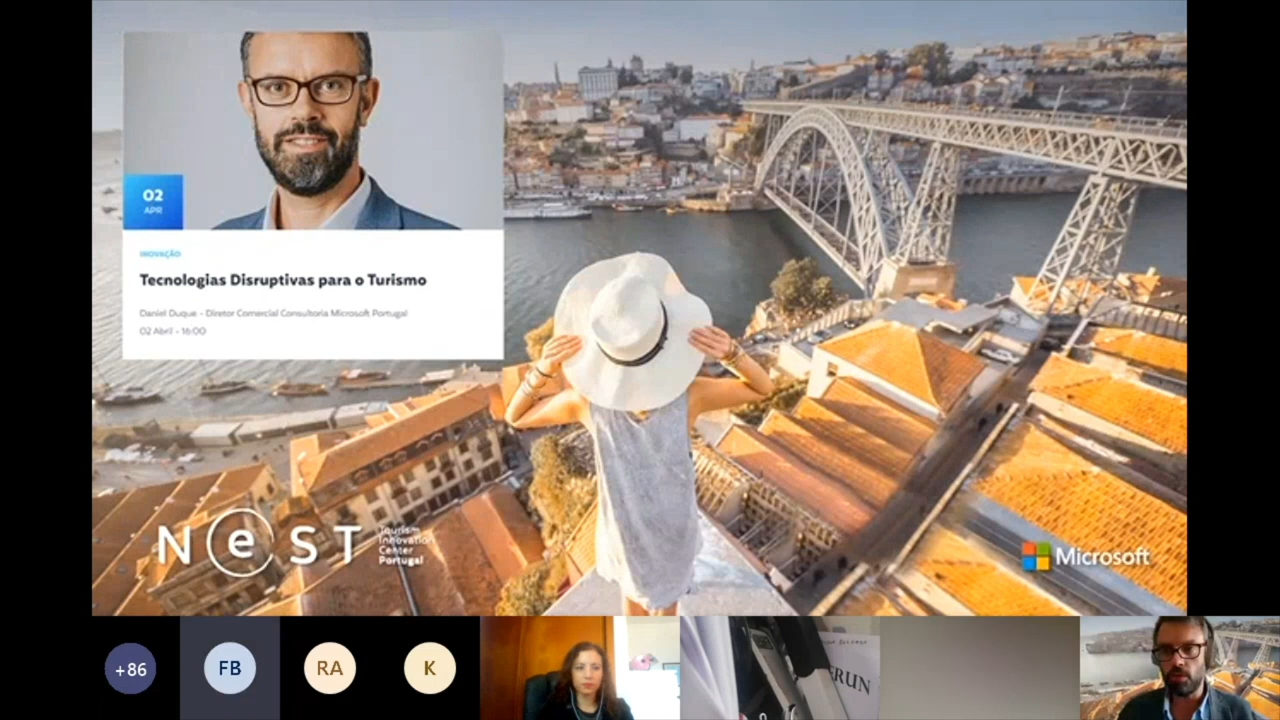 02
APR
INOVAÇÃO
Tecnologias Disruptivas para o Turismo
Daniel Duque - Diretor Comercial Consultoria Microsoft Portugal
02 Abril - 16:00
NeST
Tourism
Innovation
Center
Portugal
Microsoft
+86
FB
RA
K
ERUN